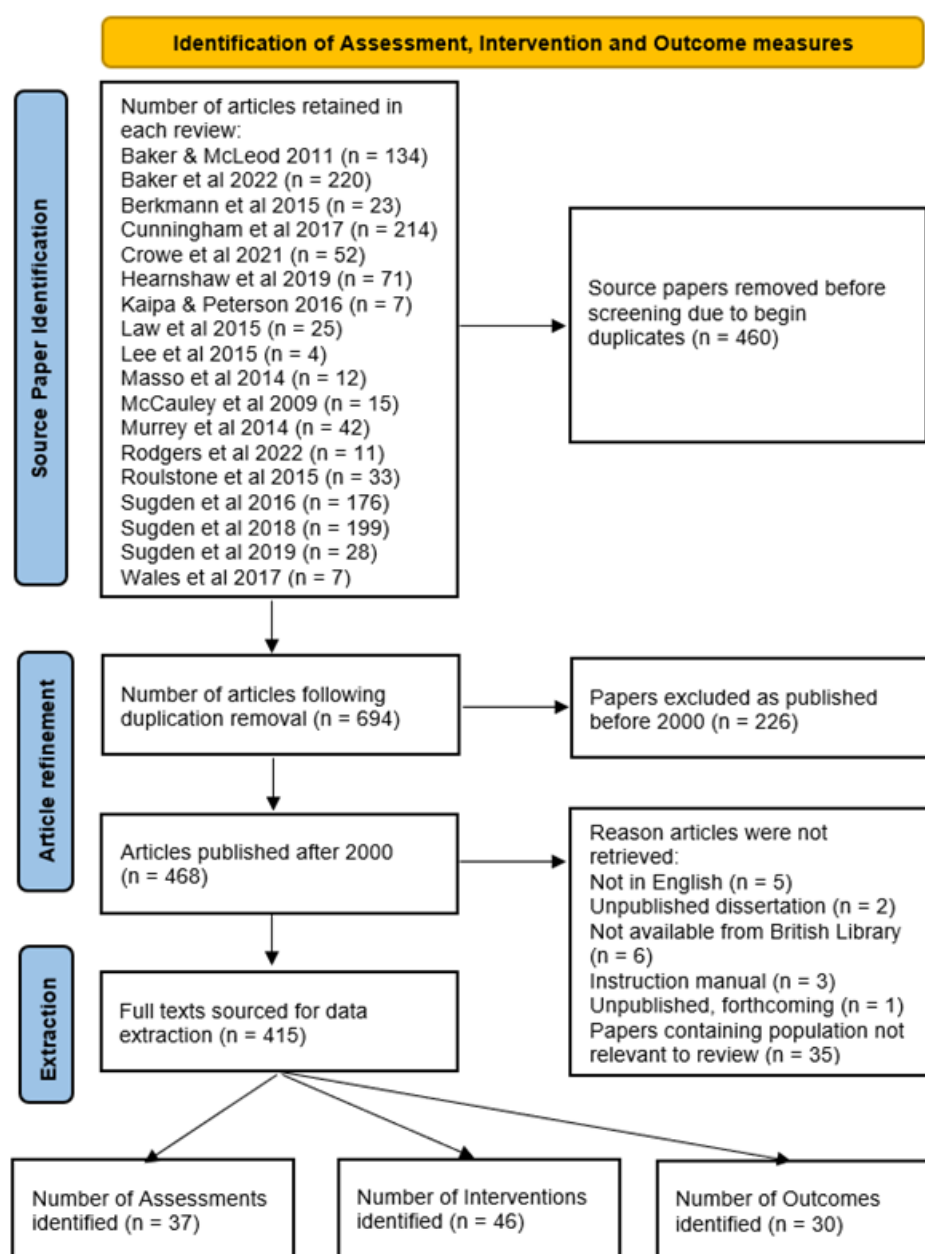 Identification of Assessment, Intervention and Outcome measures
Source Paper Identification
Number of articles retained in
each review:
Baker & McLeod 2011 (n = 134)
Baker et al 2022 (n = 220)
Berkmann et al 2015 (n = 23)
Cunningham et al 2017 (n = 214)
Crowe et al 2021 (n = 52)
Hearnshaw et al 2019 (n = 71)
Kaipa & Peterson 2016 (n = 7)
Law et al 2015 (n = 25)
Lee et al 2015 (n = 4)
Masso et al 2014 (n = 12)
McCauley et al 2009 (n = 15)
Murrey et al 2014 (n = 42)
Rodgers et al 2022 (n = 11)
Roulstone et al 2015 (n = 33)
Sugden et al 2016 (n = 176)
Sugden et al 2018 (n = 199)
Sugden et al 2019 (n = 28)
Wales et al 2017 (n = 7)
Source papers removed before
screening due to begin
duplicates (n = 460)
Article refinement
Number of articles following
duplication removal (n = 694)
Papers excluded as published
before 2000 (n = 226)
Articles published after 2000
(n = 468)
Reason articles were not
retrieved:
Not in English (n = 5)
Unpublished dissertation (n = 2)
Not available from British Library
(n = 6)
Instruction manual (n = 3)
Unpublished, forthcoming (n = 1)
Papers containing population not
relevant to review (n = 35)
Extraction
Full texts sourced for data
extraction (n = 415)
Number of Assessments
identified (n = 37)
Number of Interventions
identified (n = 46)
Number of Outcomes
identified (n = 30)